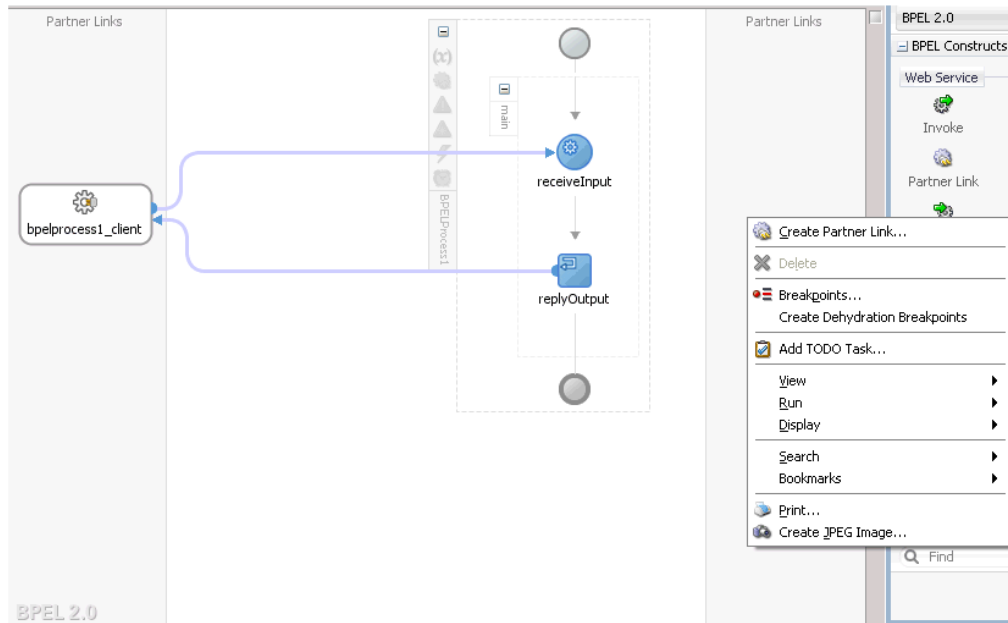 Partner Links
Partner Links
BPEL 2.0
BPEL Constructs
Web Service
Invoke
Partner Link
main
receiveInput
bpelprocess1_client
BPELProcess1
replyOutput
Create Partner Link...
Delete
Breakpoints...
Create Dehydration Breakpoints
Add TODO Task...
View
Run
Display
Search
Bookmarks
Print...
Create JPEG Image...
Find
BPEL 2.0
(x)